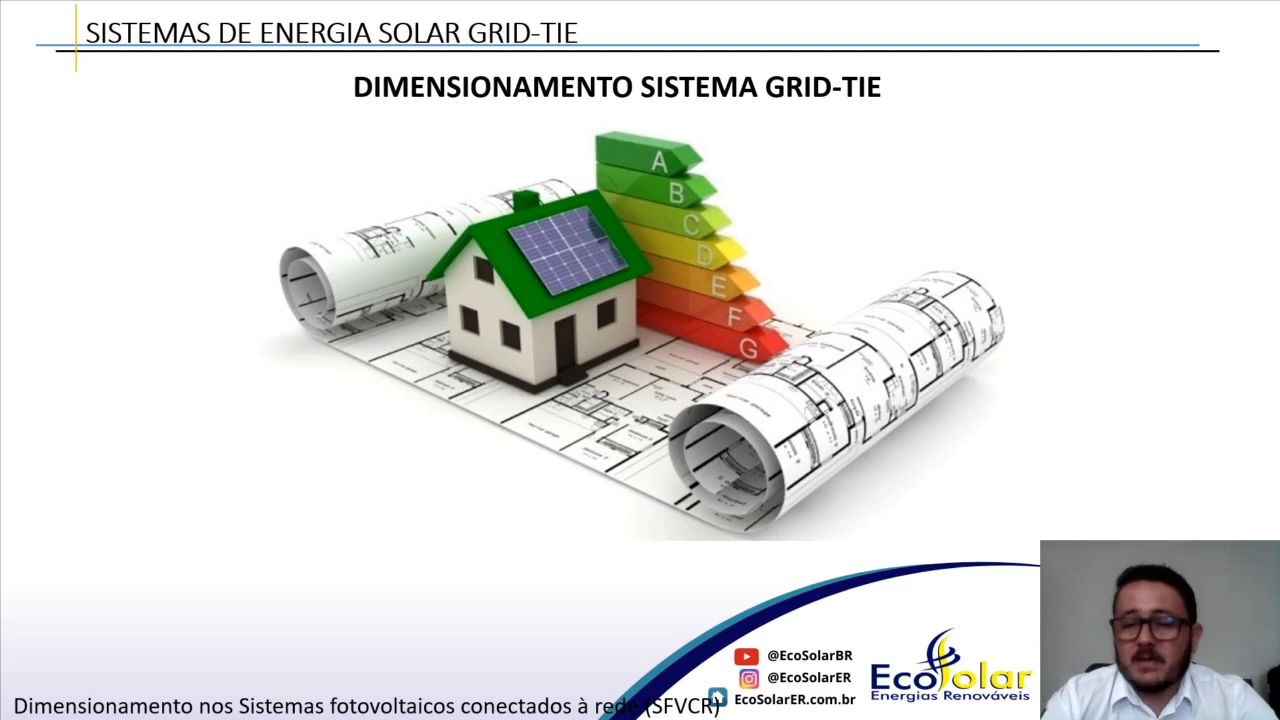 SISTEMAS DE ENERGIA SOLAR GRID-TIE
DIMENSIONAMENTO SISTEMA GRID-TIE
A
B
C
D
E
F
G
@EcoSolarBR
@EcoSolarER
EcoSolarER.com.br
EcoSolar
Energias Renováveis
Dimensionamento nos Sistemas fotovoltaicos conectados à rede (SFVCR)